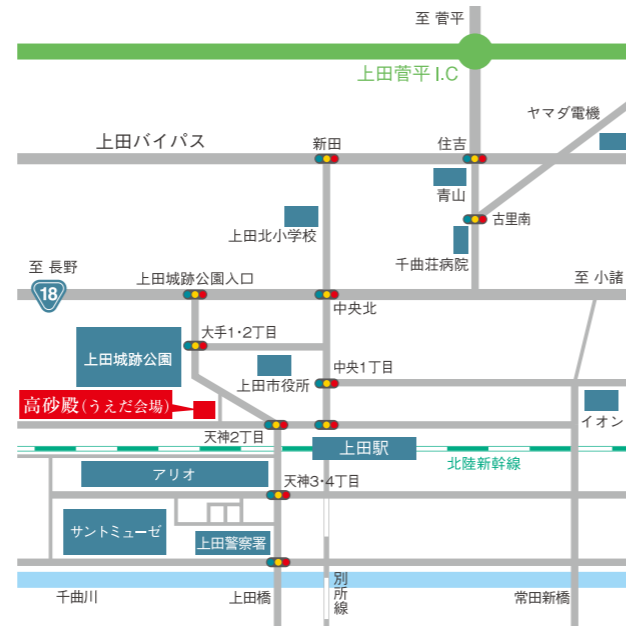 至 菅平
上田菅平 I.C
ヤマダ電機
上田バイパス
新田
住吉
青山
古里南
上田北小学校
千曲荘病院
至 長野
上田城跡公園入口
至 小諸
18
中央北
大手1・2丁目
上田城跡公園
中央1丁目
上田市役所
高砂殿(うえだ会場)
イオン
天神2丁目
上田駅
北陸新幹線
アリオ
天神3・4丁目
サントミューゼ
上田警察署
千曲川
上田橋
別所線
常田新橋